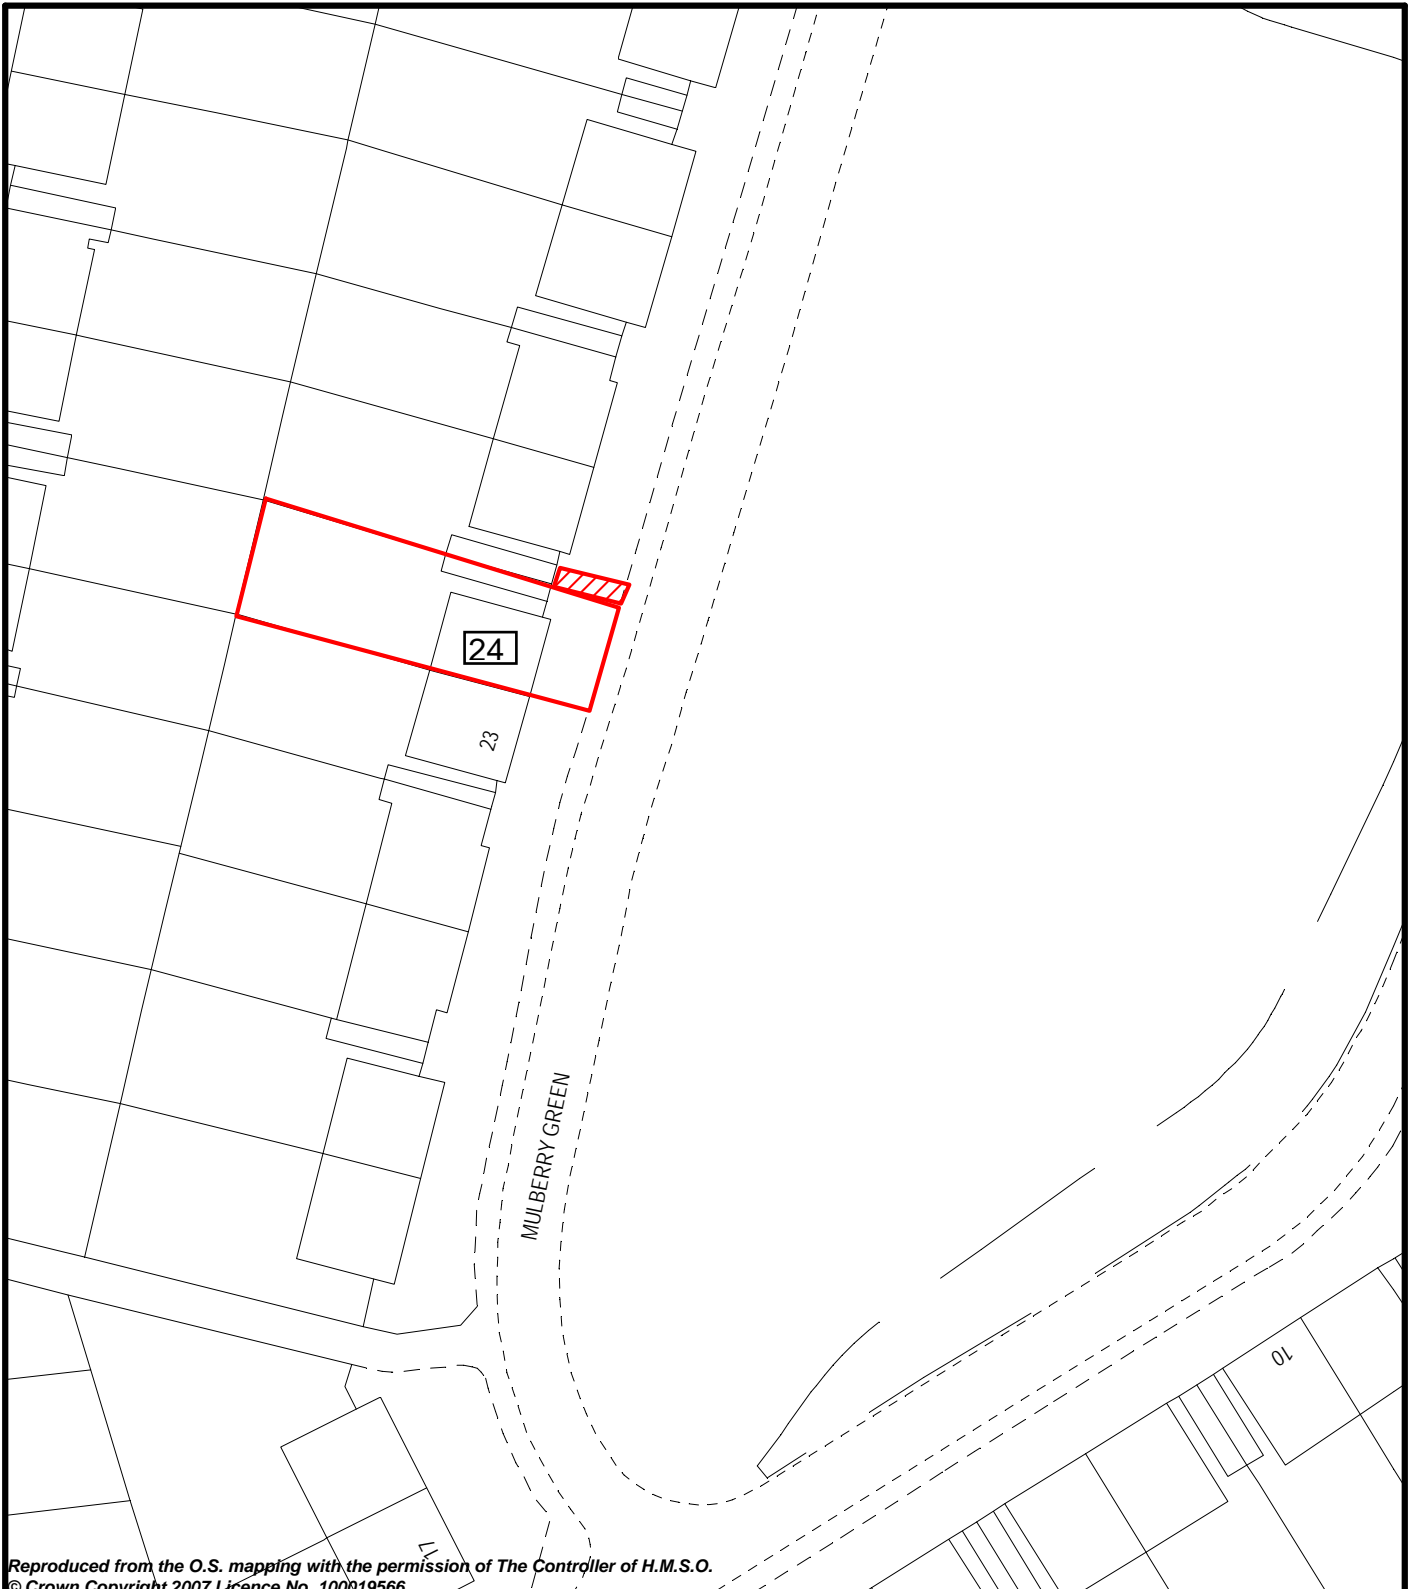 24
23
MULBERRY GREEN
10
17
Reproduced from the O.S. mapping with the permission of The Controller of H.M.S.O.
© Crown Copyright 2007 Licence No. 100019566